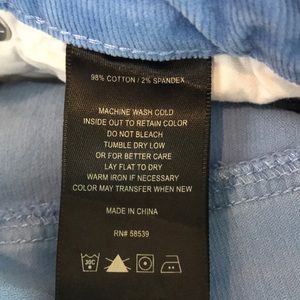 98% COTTON / 2% SPANDEX
MACHINE WASH COLD
INSIDE OUT TO RETAIN COLOR
DO NOT BLEACH
TUMBLE DRY LOW
OR FOR BETTER CARE
LAY FLAT TO DRY
WARM IRON IF NECESSARY
COLOR MAY TRANSFER WHEN NEW
MADE IN CHINA
RN# 58539
30C